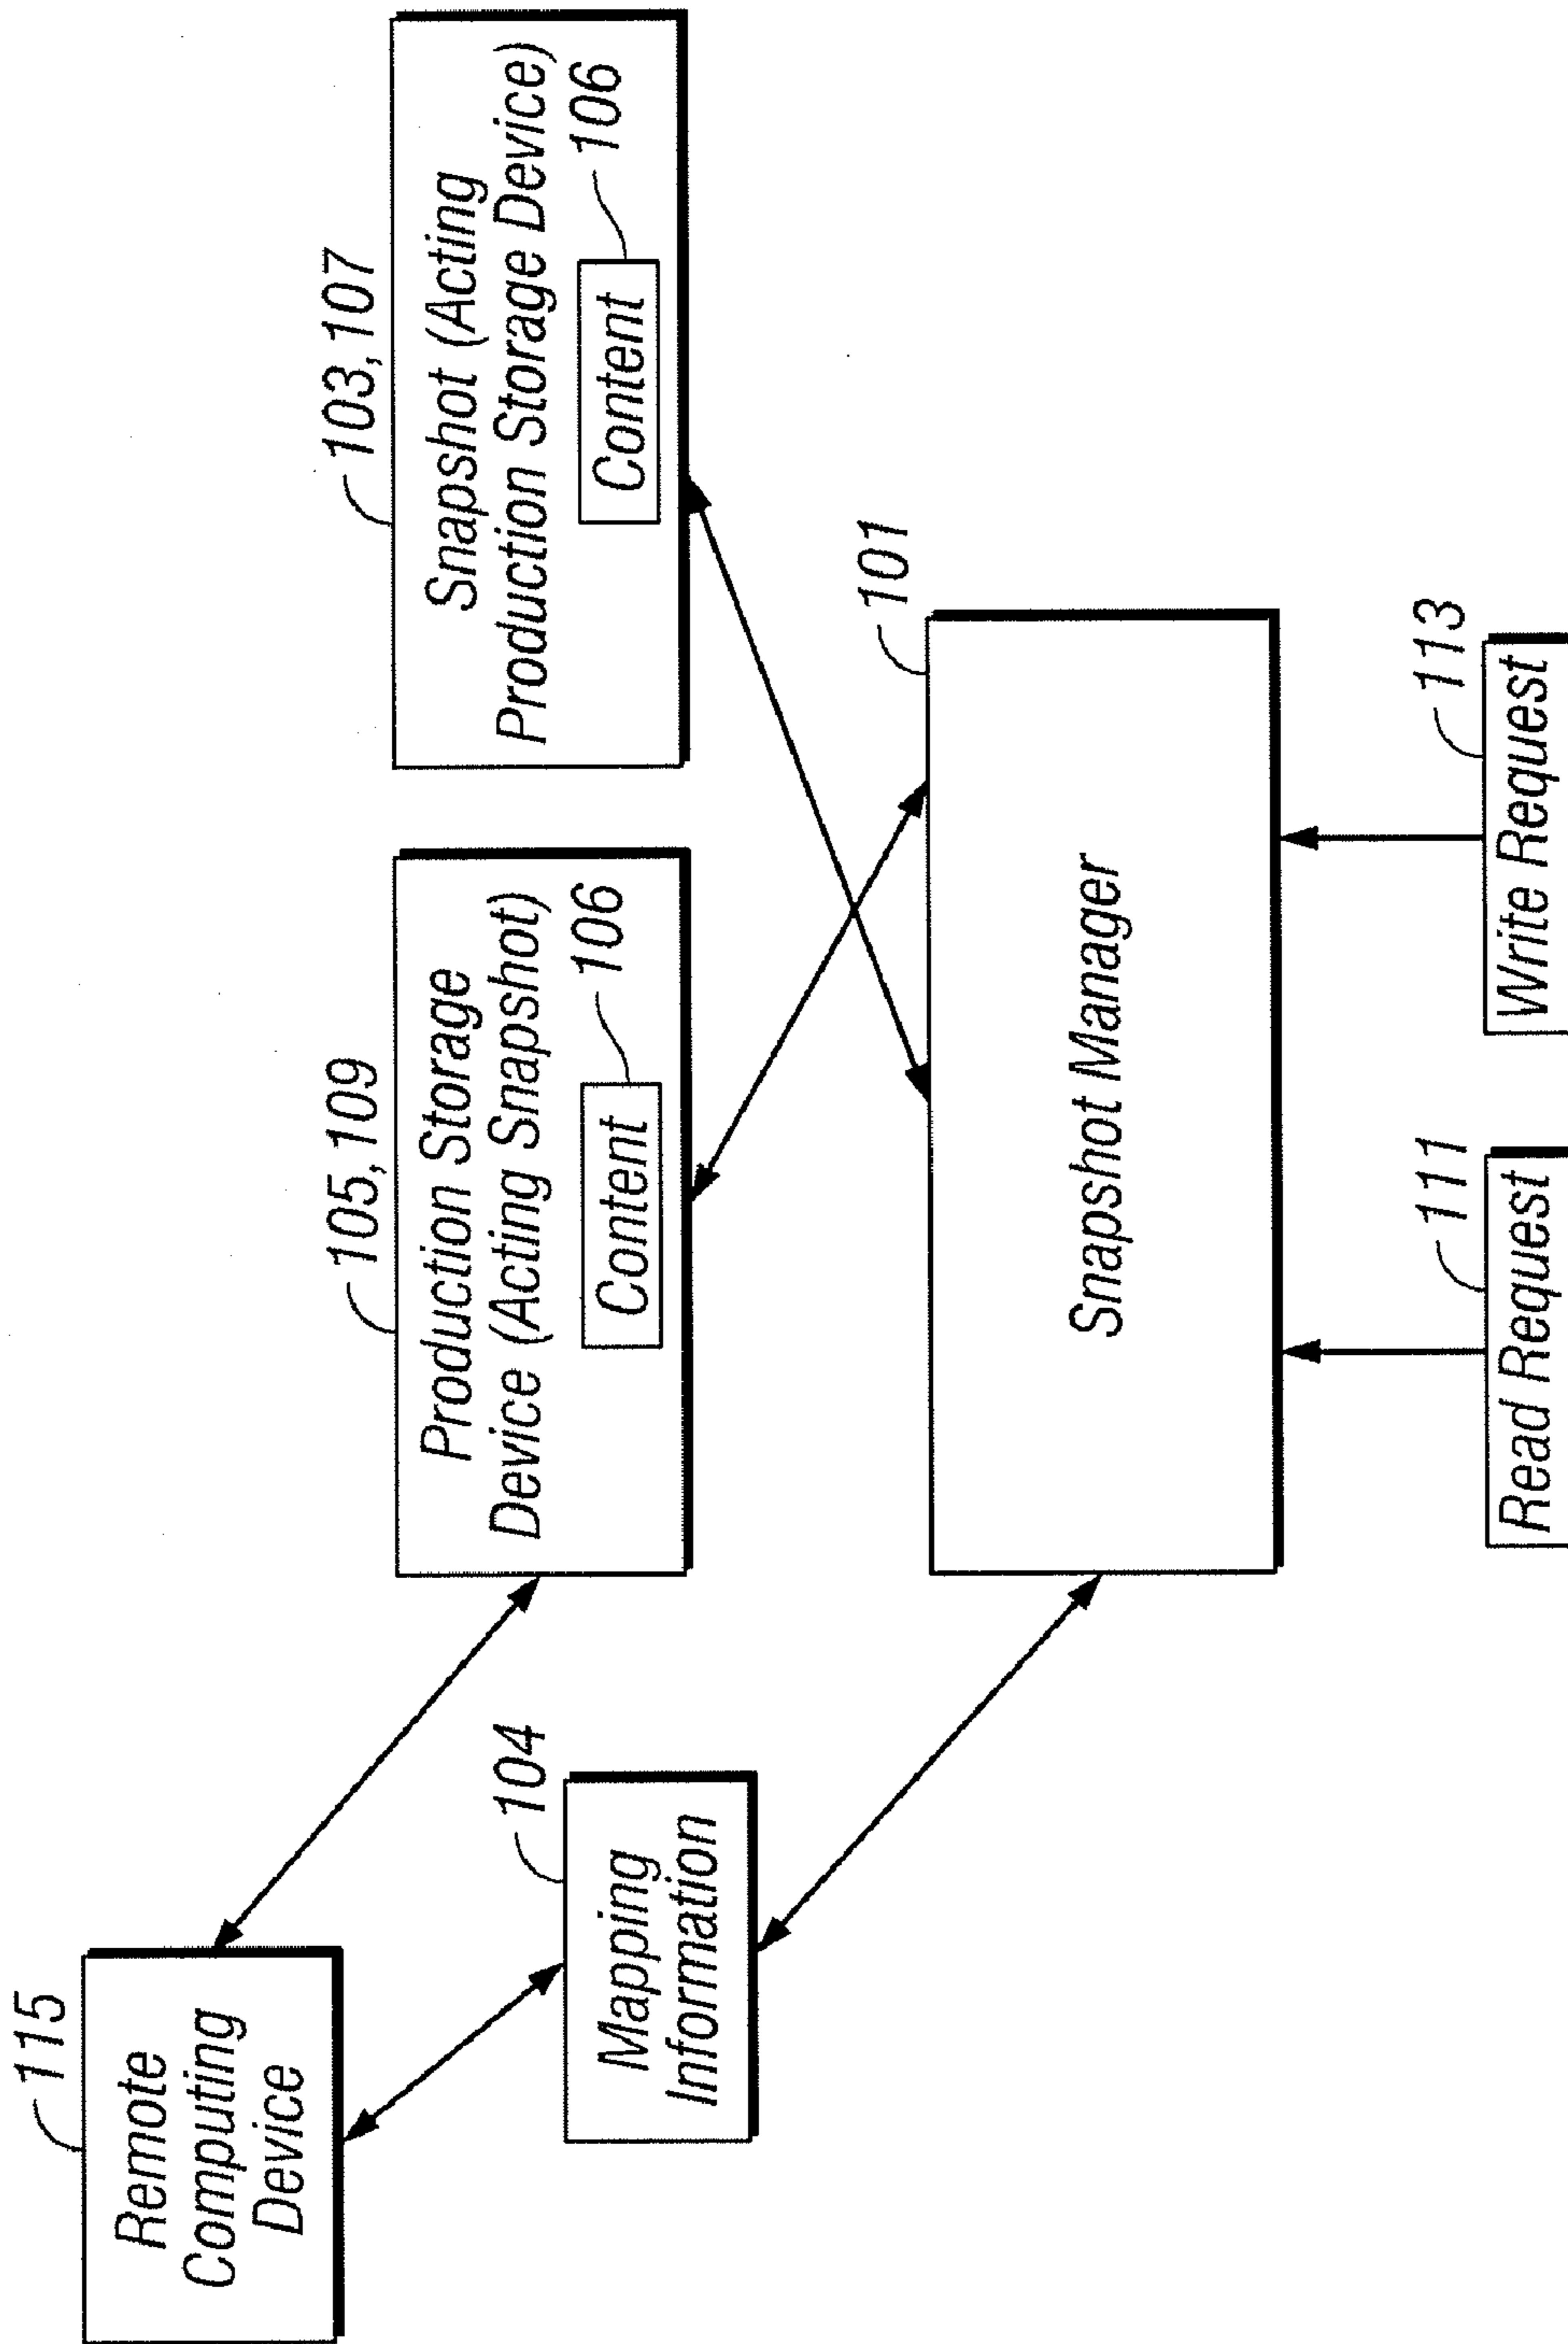 115
Remote
Computing
Device
104
Mapping
Information
105,109
Production Storage
Device (Acting Snapshot)
106
Content
103,107
Snapshot (Acting
Production Storage Device)
106
Content
101
Snapshot Manager
111
Read Request
113
Write Request